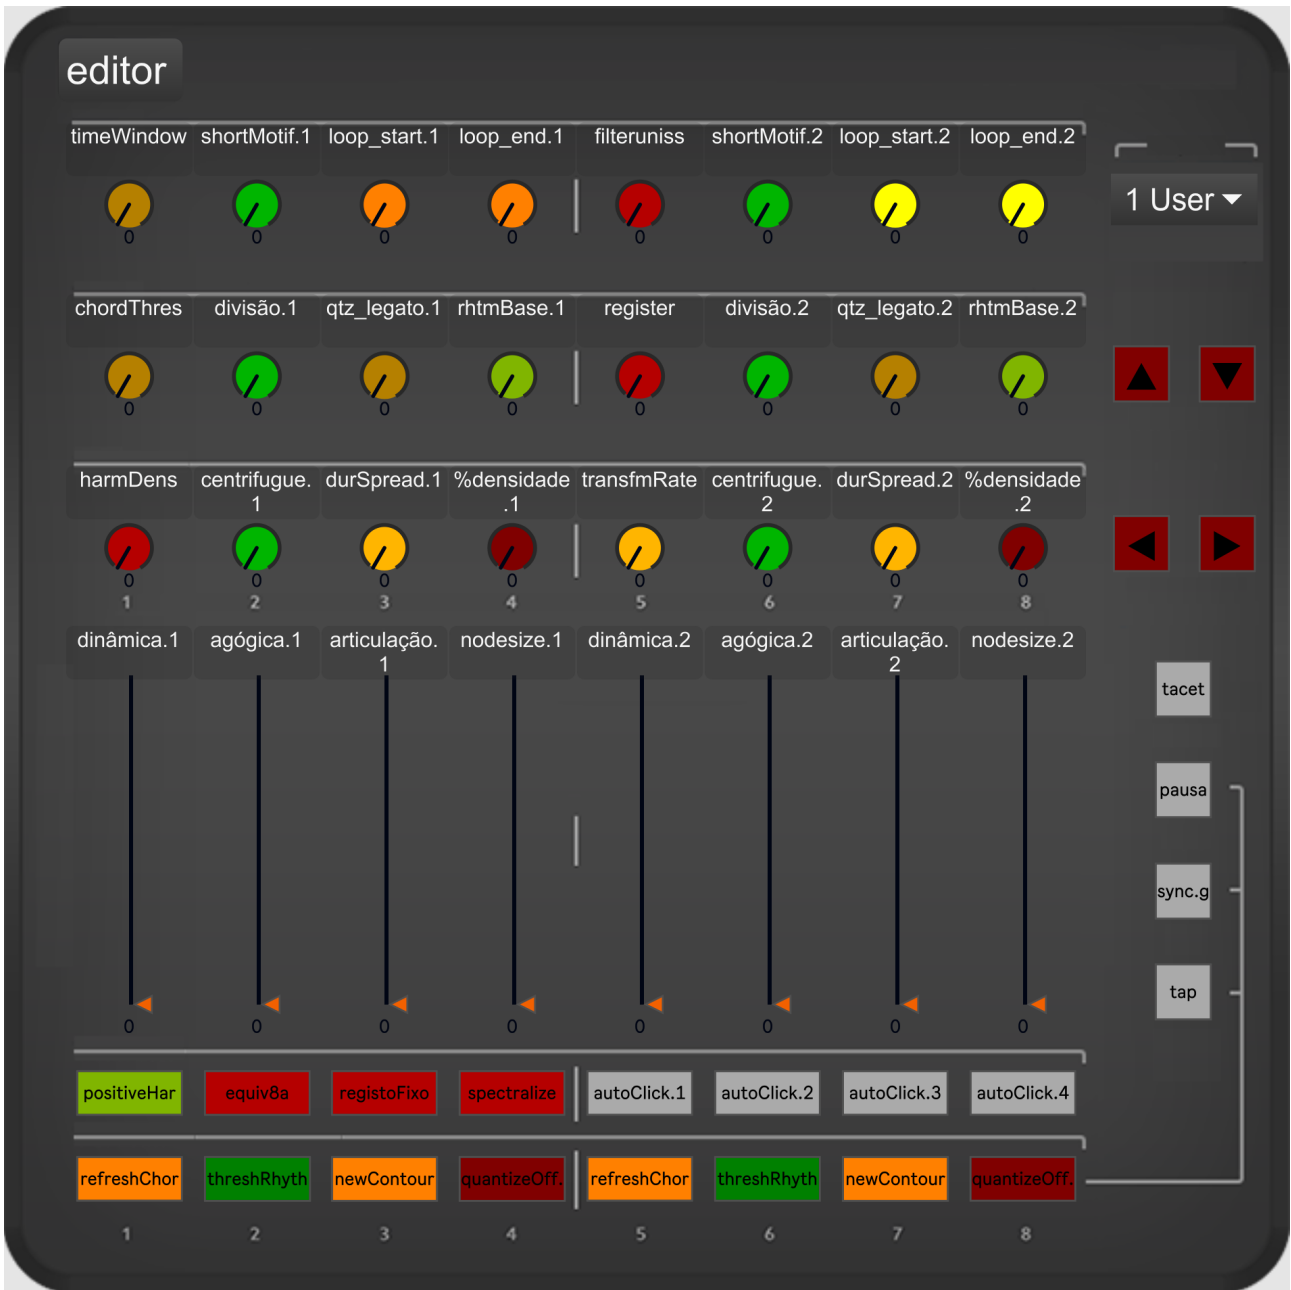 editor
timeWindow shortMotif.1 loop_start.1 loop_end.1 filteruniss shortMotif.2 loop_start.2 loop_end.2
1 User
0 0 0 0 0 0 0 0
chordThres divisão.1 qtz_legato.1 rhtmBase.1 register divisão.2 qtz_legato.2 rhtmBase.2
0 0 0 0 0 0 0 0
harmDens centrifugue. durSpread.1 %densidade transfmRate centrifugue. durSpread.2 %densidade
1 .1 2 .2
0 0 0 0 0 0 0 0
1 2 3 4 5 6 7 8
dinâmica.1 agógica.1 articulação. nodesize.1 dinâmica.2 agógica.2 articulação. nodesize.2
1 2
tacet
pausa
sync.g
tap
0 0 0 0 0 0 0 0
positiveHar equiv8a registoFixo spectralize autoClick.1 autoClick.2 autoClick.3 autoClick.4
refreshChor threshRhyth newContour quantizeOff. refreshChor threshRhyth newContour quantizeOff.
1 2 3 4 5 6 7 8